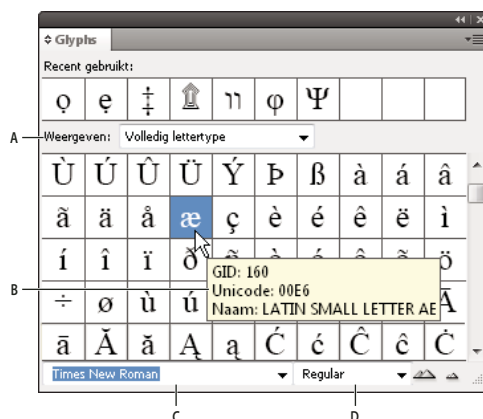 Glyphs
Recent gebruikt:
ọ ẹ ‡ װ φ Ψ
A
Weergeven: Volledig lettertype
Ù Ú Û Ü Ý Þ ß à á â
ã ä å æ ç è é ê ë ì
í î ï ð ö
GID: 160
B
Unicode: 00E6
÷ ø ù ú Ā
Naam: LATIN SMALL LETTER AE
ā Ă ă Ą ą Ć ć Ĉ ĉ Ċ
Times New Roman Regular
C D